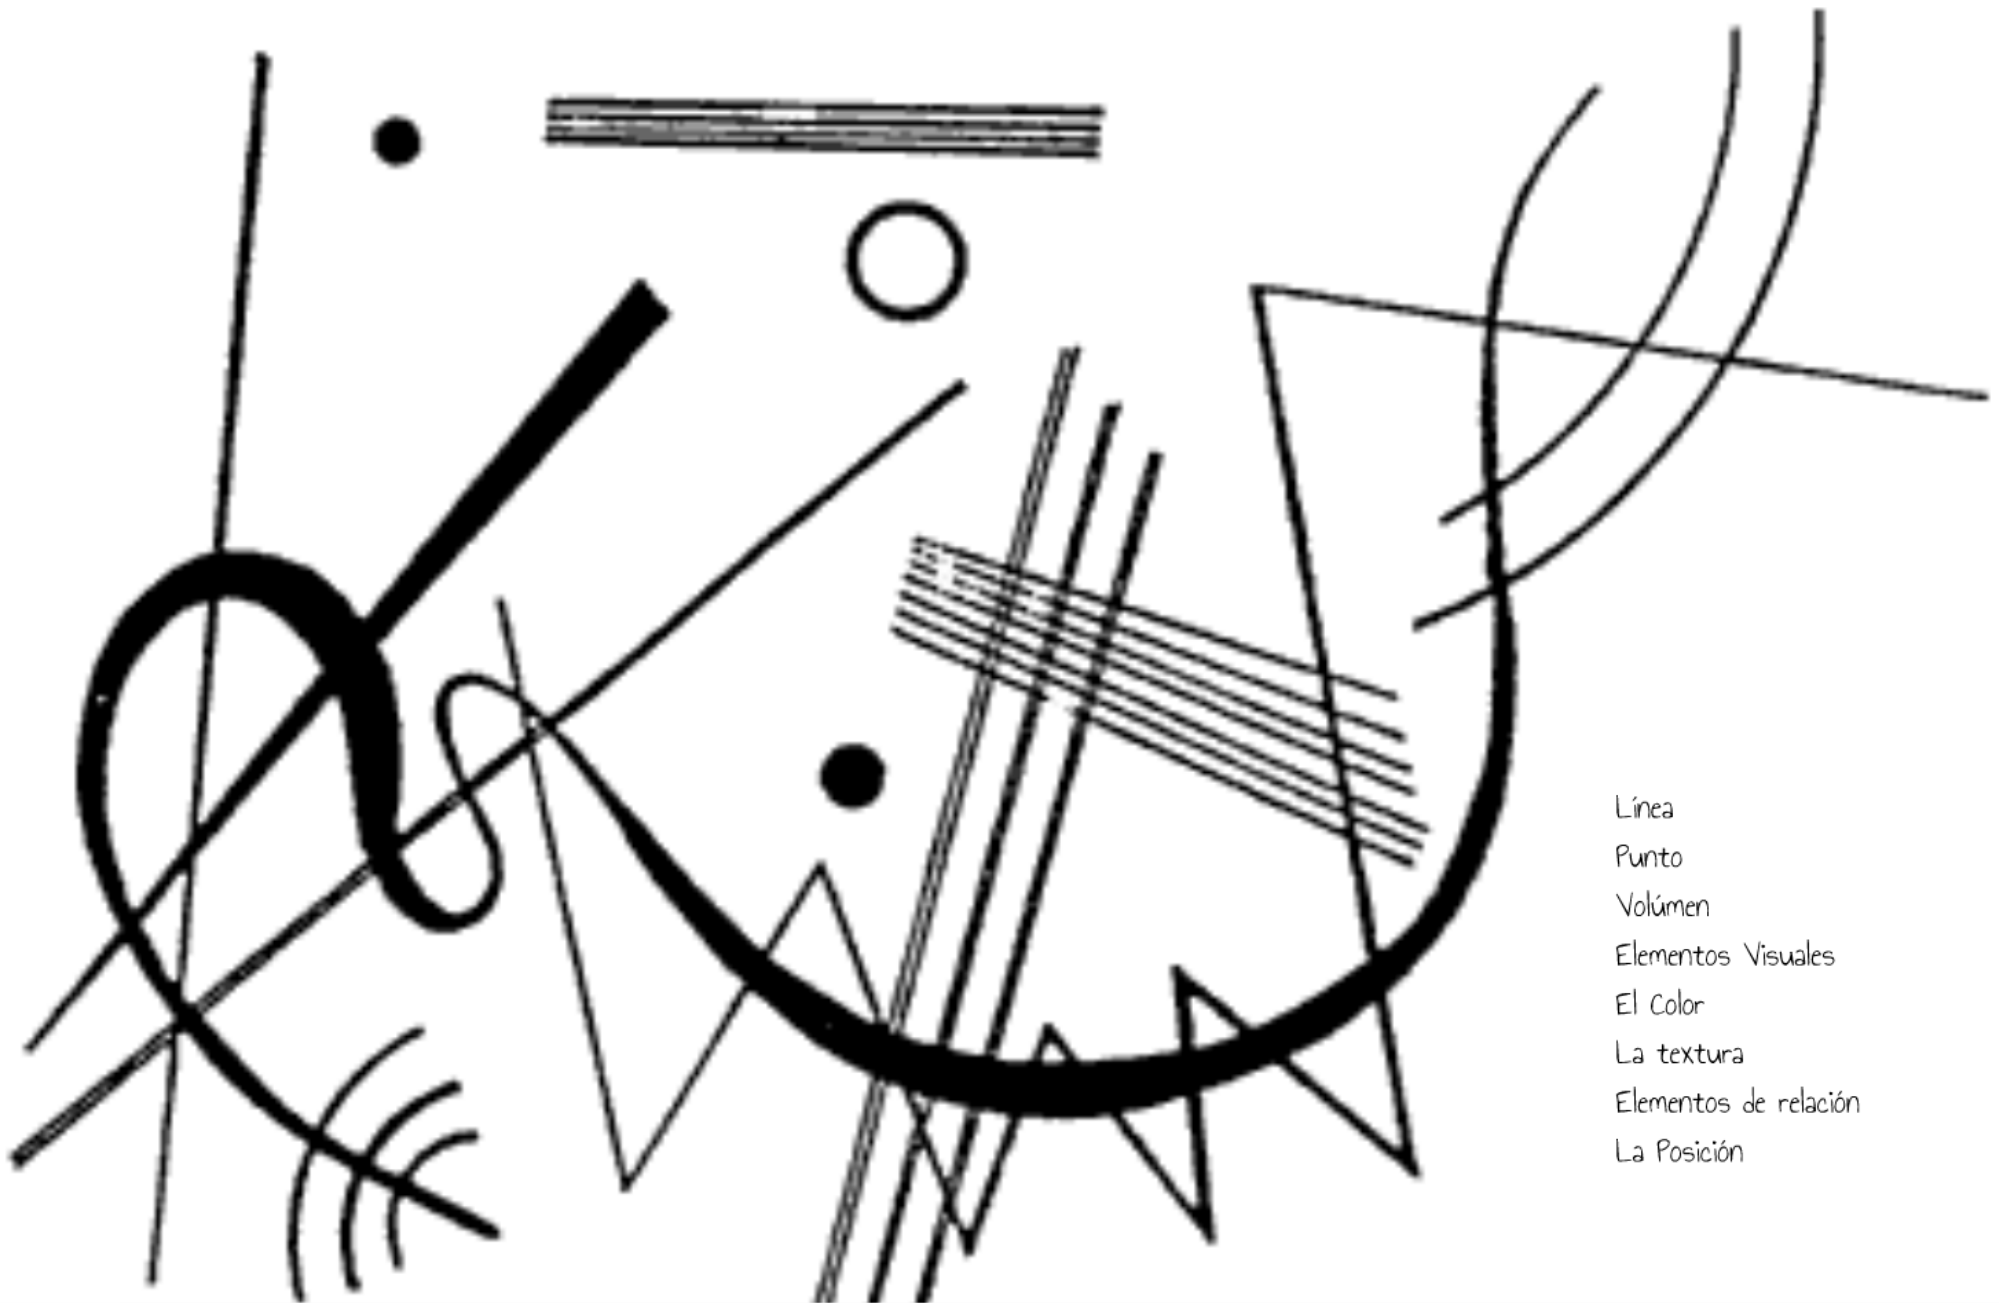 Línea
Punto
Volúmen
Elementos Visuales
El Color
La textura
Elementos de relación
La Posición